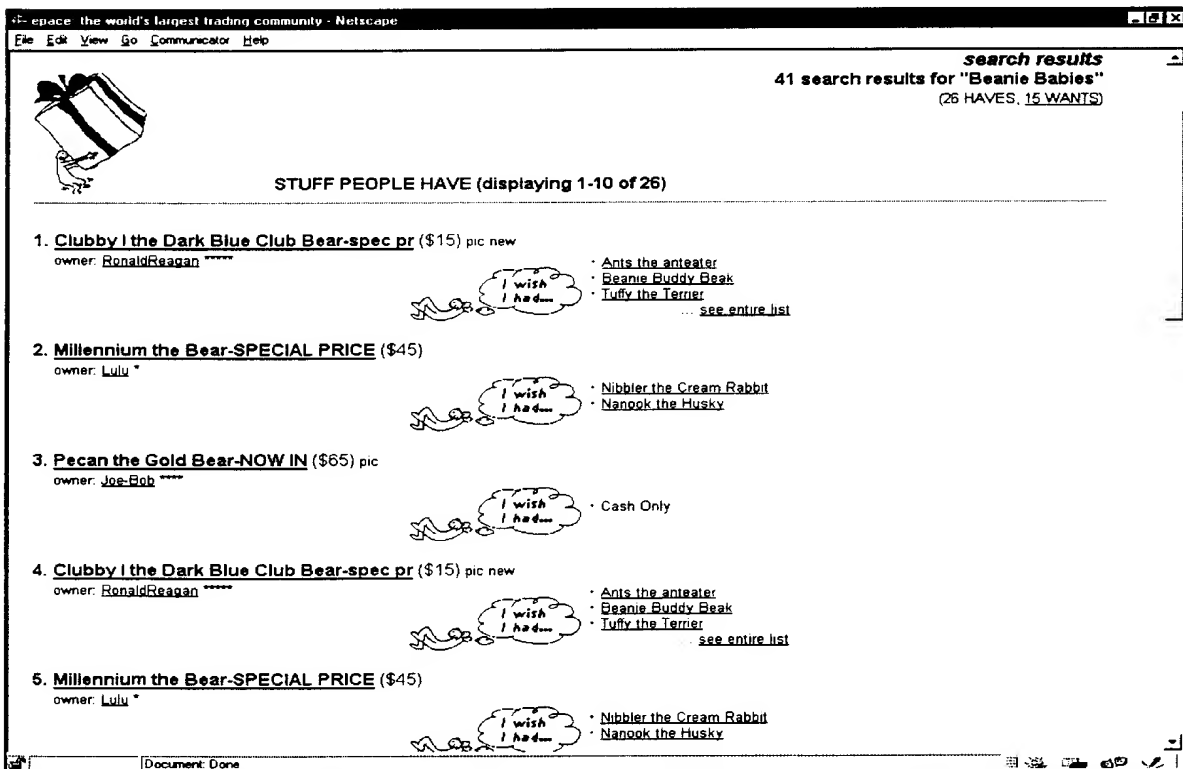 epace: the world's largest trading community - Netscape
File Edit View Go Communicator Help
search results
41 search results for "Beanie Babies"
(26 HAVES, 15 WANTS)
STUFF PEOPLE HAVE (displaying 1-10 of 26)
1. Clubby I the Dark Blue Club Bear-spec pr ($15) pic new
owner: RonaldReagan *****
I wish
I had...
· Ants the anteater
· Beanie Buddy Beak
· Tuffy the Terrier
... see entire list
2. Millennium the Bear-SPECIAL PRICE ($45)
owner: Lulu *
I wish
I had...
· Nibbler the Cream Rabbit
· Nanook the Husky
3. Pecan the Gold Bear-NOW IN ($65) pic
owner: Joe-Bob ****
I wish
I had...
· Cash Only
4. Clubby I the Dark Blue Club Bear-spec pr ($15) pic new
owner: RonaldReagan *****
I wish
I had...
· Ants the anteater
· Beanie Buddy Beak
· Tuffy the Terrier
... see entire list
5. Millennium the Bear-SPECIAL PRICE ($45)
owner: Lulu *
I wish
I had...
· Nibbler the Cream Rabbit
· Nanook the Husky
Document: Done